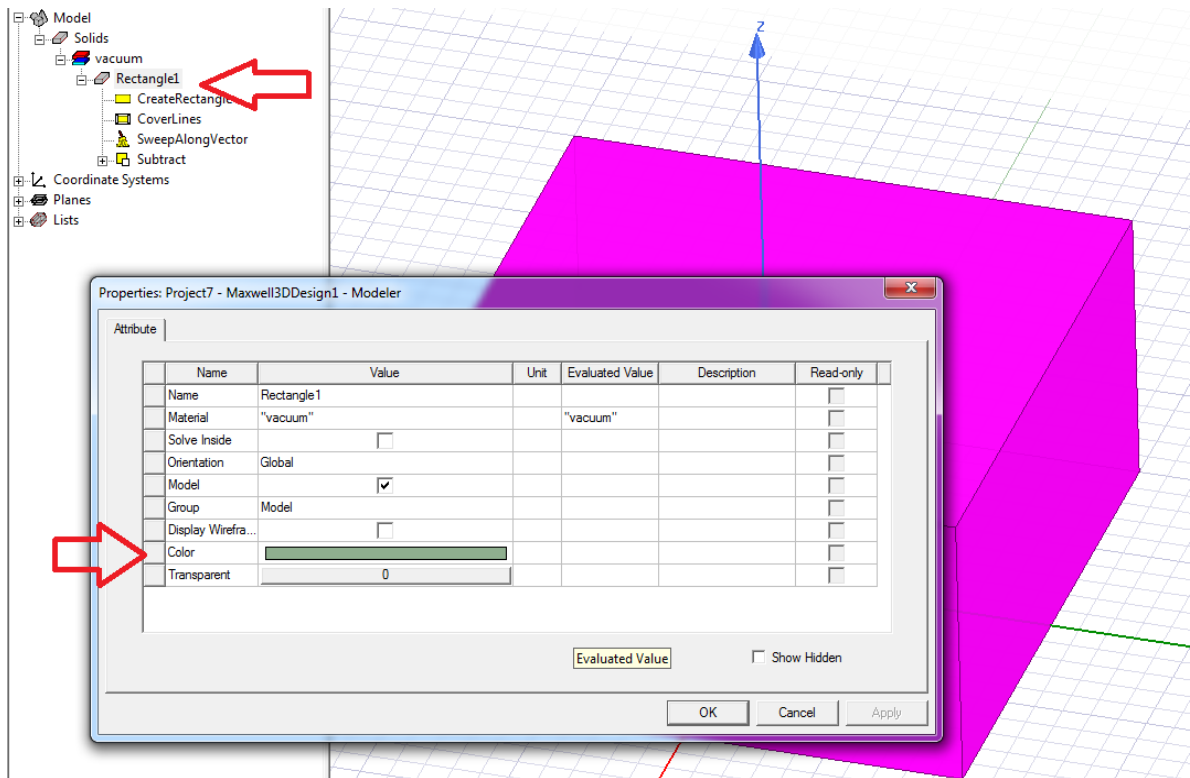 Model
Solids
vacuum
Rectangle1
CreateRectangle
CoverLines
SweepAlongVector
Subtract
Coordinate Systems
Planes
Lists
Z
Properties: Project7 - Maxwell3DDesign1 - Modeler
Attribute
Name Value Unit Evaluated Value Description Read-only
Name Rectangle1
Material "vacuum" "vacuum"
Solve Inside
Orientation Global
Model
Group Model
Display Wirefra...
Color
Transparent 0
Evaluated Value Show Hidden
OK Cancel Apply